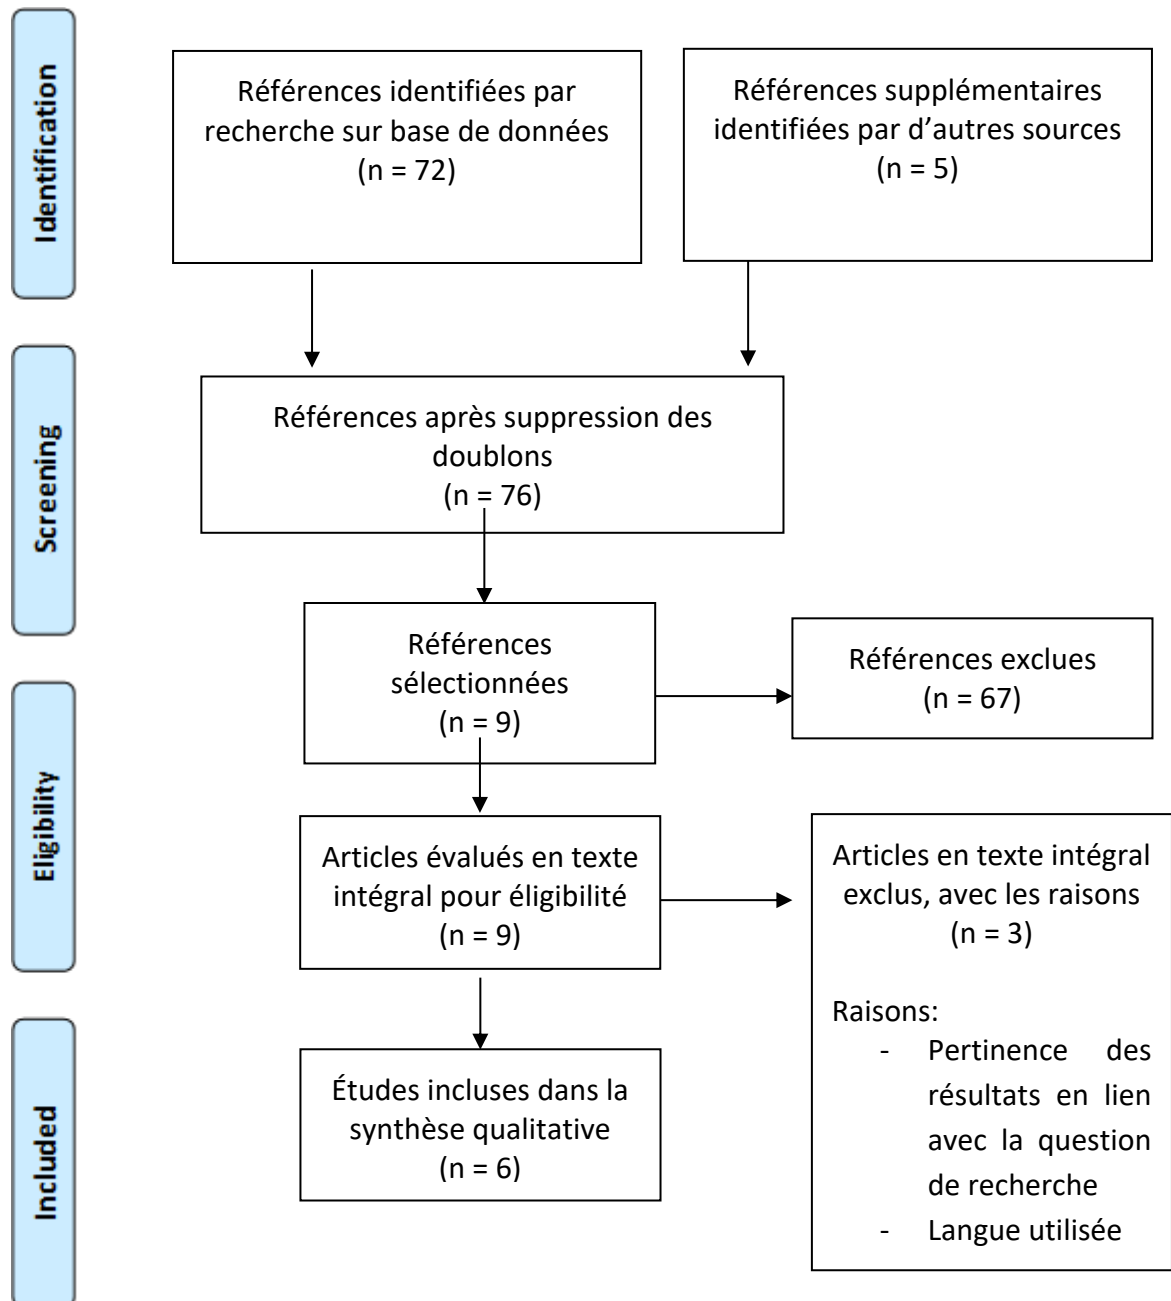 Identification
Références identifiées par
recherche sur base de données
(n = 72)
Références supplémentaires
identifiées par d’autres sources
(n = 5)
Screening
Références après suppression des
doublons
(n = 76)
Références
sélectionnées
(n = 9)
Références exclues
(n = 67)
Eligibility
Articles évalués en texte
intégral pour éligibilité
(n = 9)
Articles en texte intégral
exclus, avec les raisons
(n = 3)
Raisons:
- Pertinence des
résultats en lien
avec la question
de recherche
- Langue utilisée
Included
Études incluses dans la
synthèse qualitative
(n = 6)